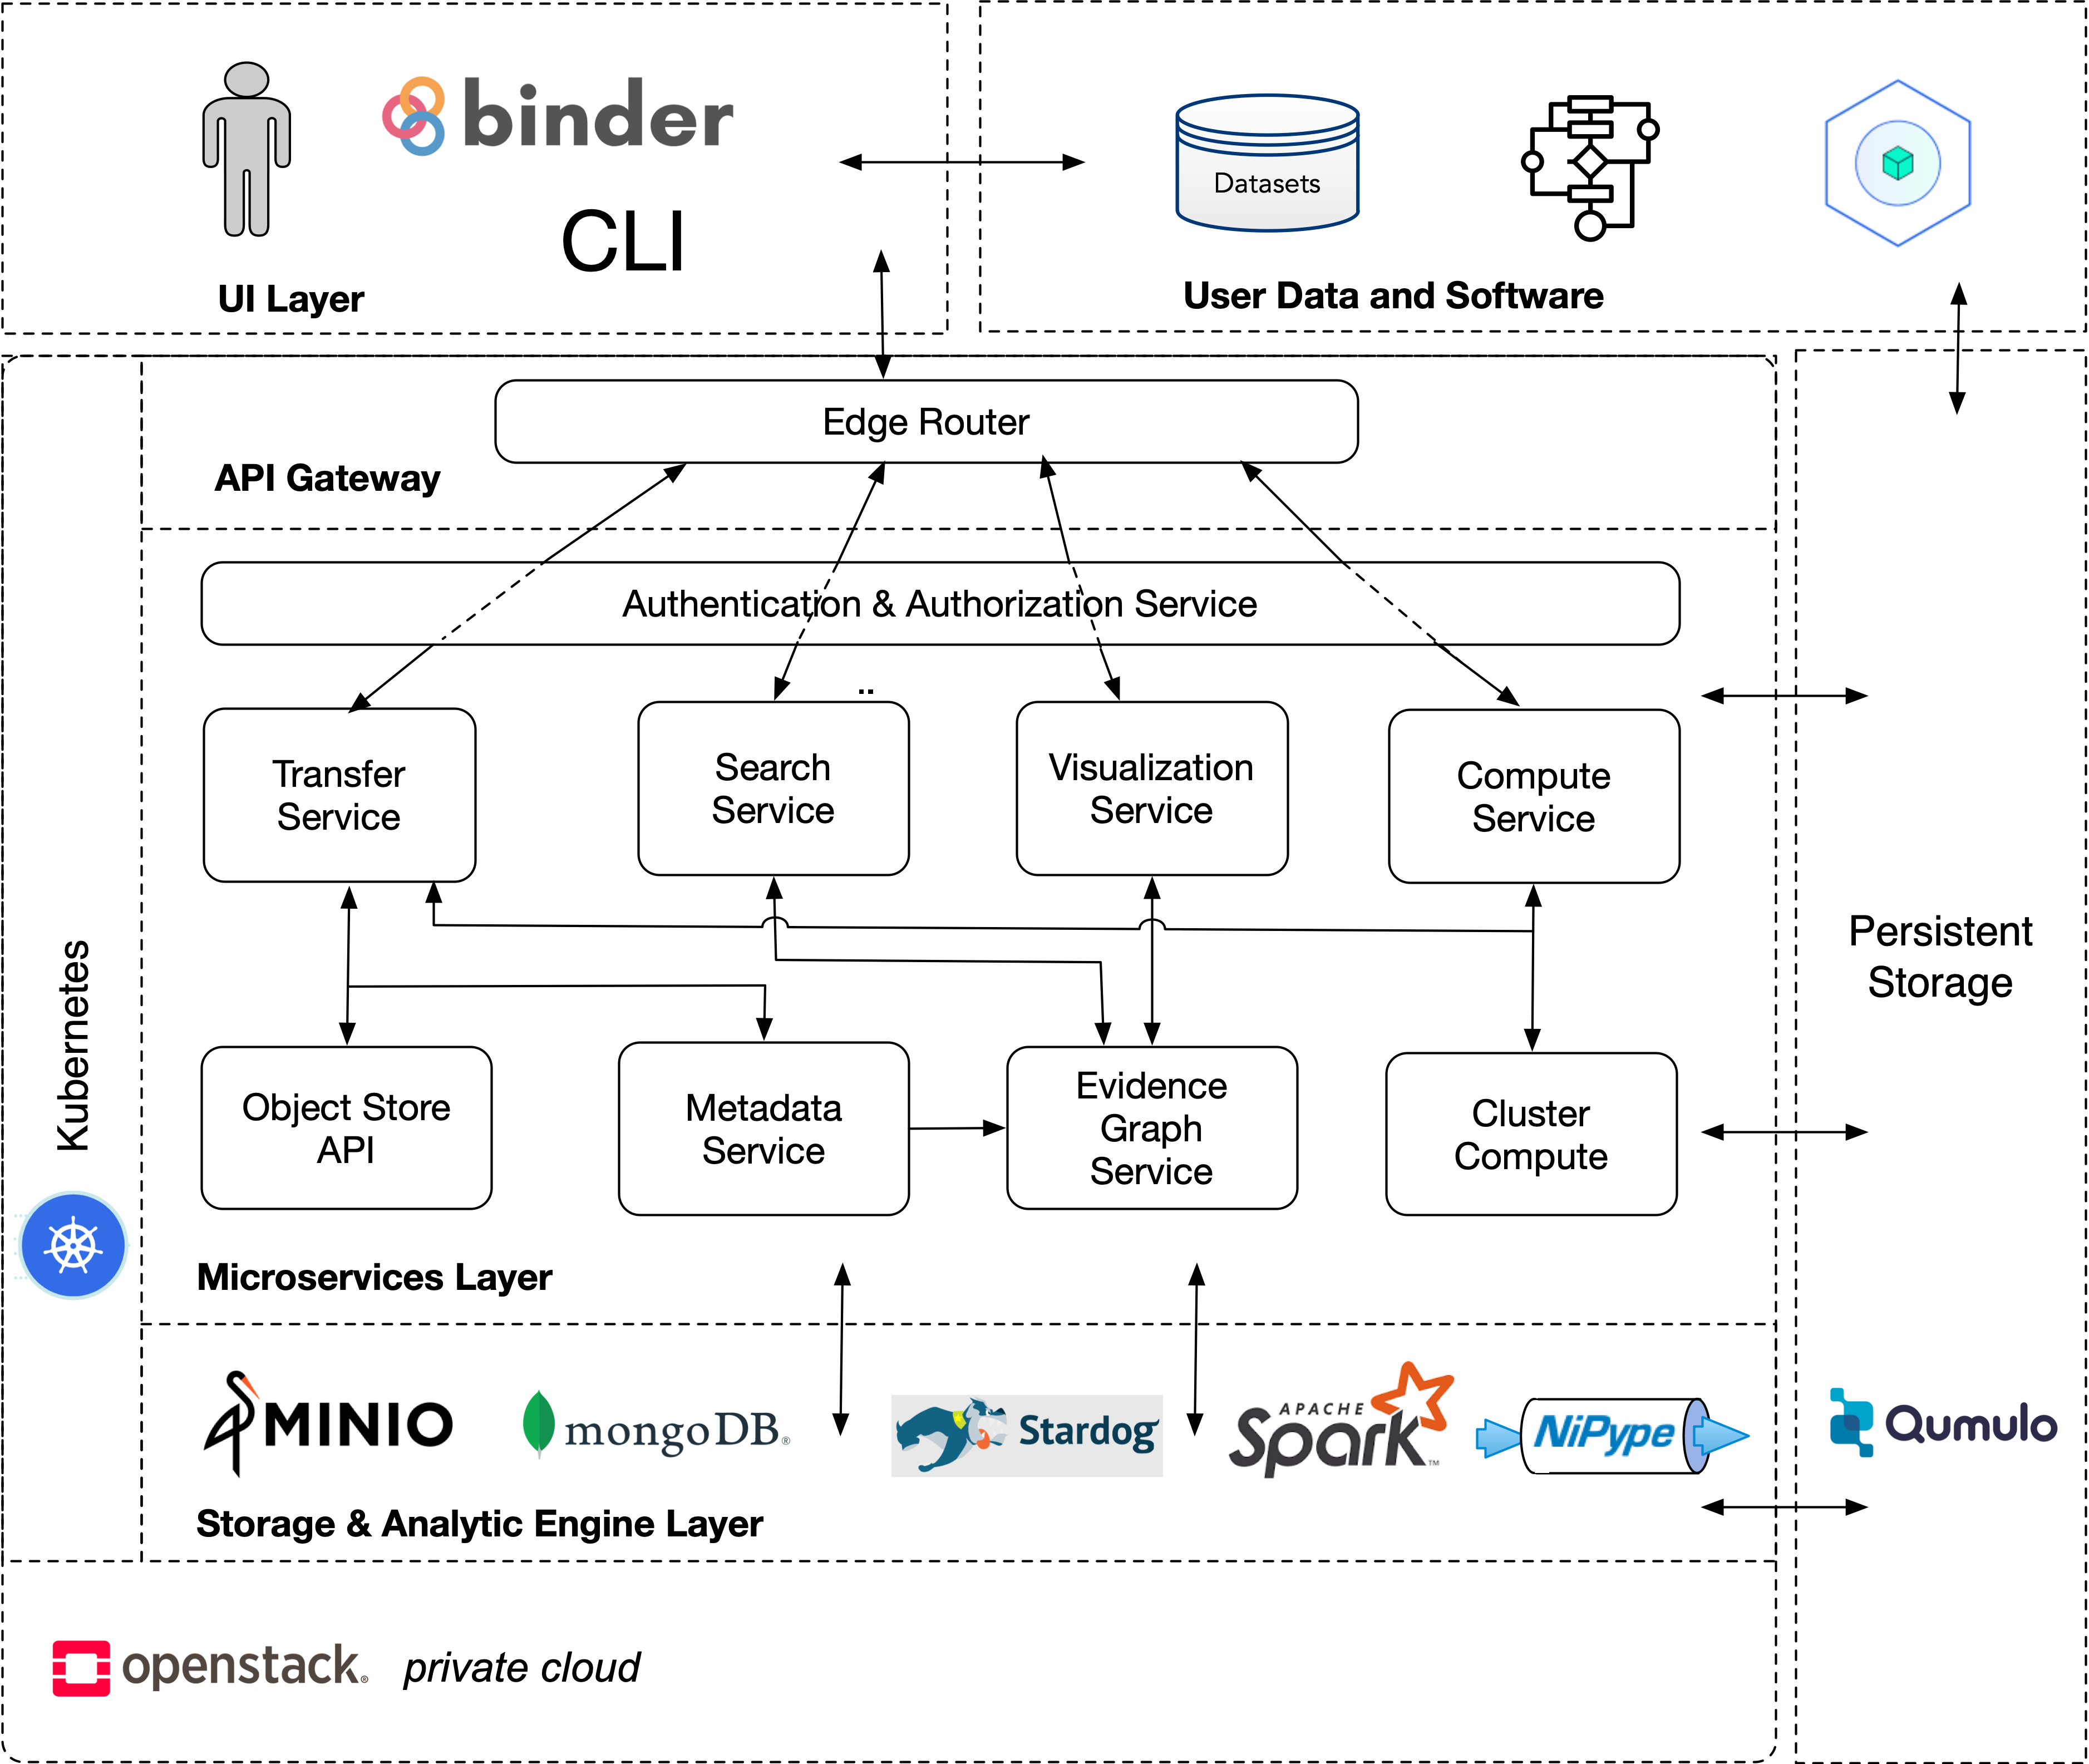 binder
CLI
UI Layer
Datasets
User Data and Software
Edge Router
API Gateway
Authentication & Authorization Service
..
Transfer
Service
Search
Service
Visualization
Service
Compute
Service
Kubernetes
Persistent
Storage
Object Store
API
Metadata
Service
Evidence
Graph
Service
Cluster
Compute
Microservices Layer
MINIO
mongoDB®
Stardog
APACHE
Spark™
NiPype
Qumulo
Storage & Analytic Engine Layer
openstack® private cloud